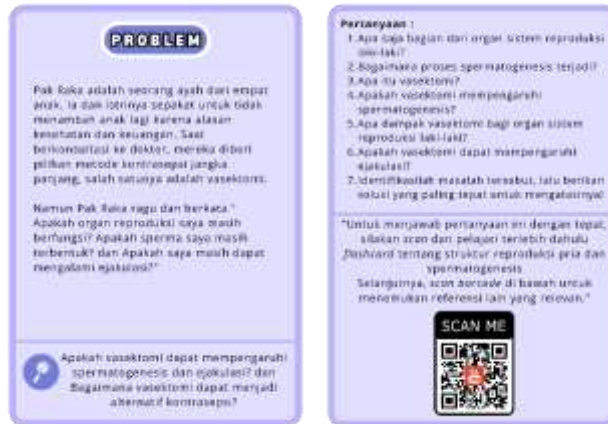 PROBLEM
Pak Raka adalah seorang ayah dari empat
anak. Ia dan istrinya sepakat untuk tidak
menambah anak lagi karena alasan
kesehatan dan keuangan. Saat
berkonsultasi ke dokter, mereka diberi
pilihan metode kontrasepsi jangka
panjang, salah satunya adalah vasektomi.
Namun Pak Raka ragu dan berkata."
Apakah organ reproduksi saya masih
berfungsi? Apakah sperma saya masih
terbentuk? dan Apakah saya masih dapat
mengalami ejakulasi?"
Apakah vasektomi dapat mempengaruhi
spermatogenesis dan ejakulasi? dan
Bagaimana vasektomi dapat menjadi
alternatif kontrasepsi?
Pertanyaan :
1. Apa saja bagian dari organ sistem reproduksi
laki-laki?
2. Bagaimana proses spermatogenesis terjadi?
3. Apa itu vasektomi?
4. Apakah vasektomi mempengaruhi
spermatogenesis?
5. Apa dampak vasektomi bagi organ sistem
reproduksi laki-laki?
6. Apakah vasektomi dapat mempengaruhi
ejakulasi?
7. Identifikasilah masalah tersebut, lalu berikan
solusi yang paling tepat untuk mengatasinya!
"Untuk menjawab pertanyaan ini dengan tepat,
silakan scan dan pelajari terlebih dahulu
flashcard tentang struktur reproduksi pria dan
spermatogenesis
Selanjutnya, scan barcode di bawah untuk
menemukan referensi lain yang relevan."
SCAN ME